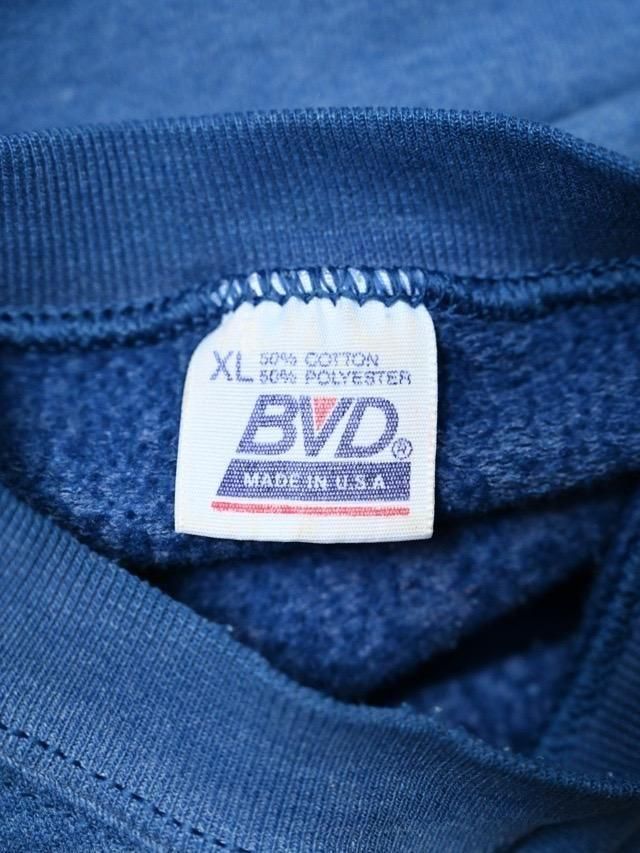 XL 50% COTTON
50% POLYESTER
BVD®
MADE IN U.S.A